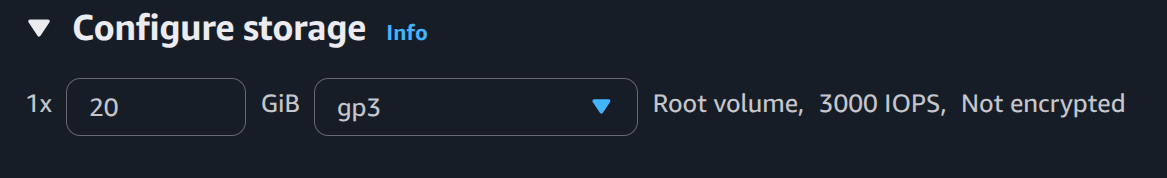 Configure storage Info
1x 20 GiB gp3 Root volume, 3000 IOPS, Not encrypted